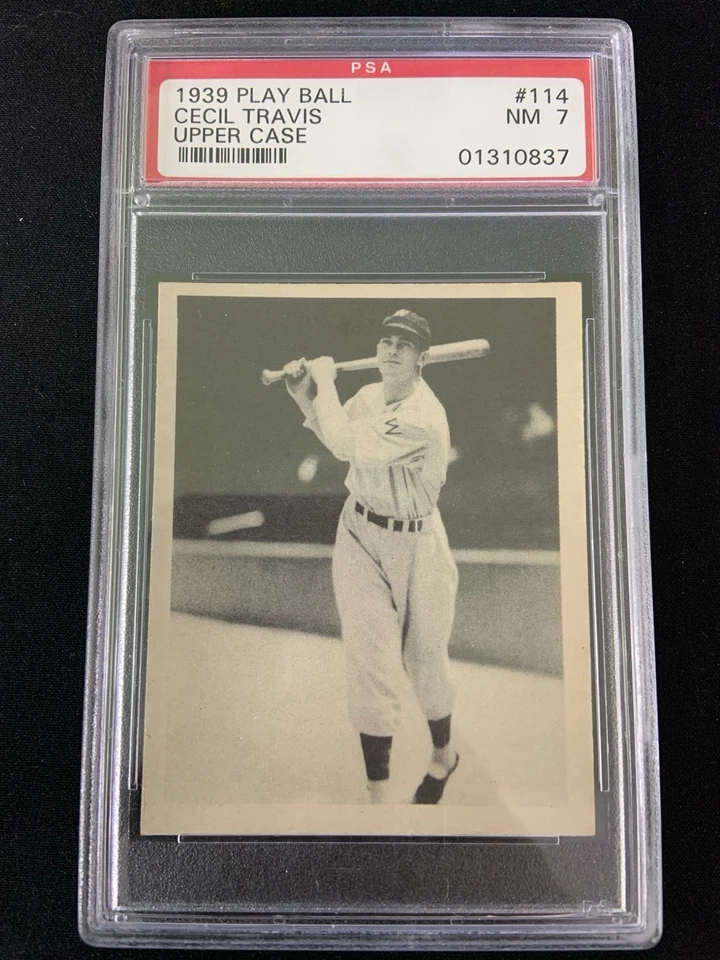 PSA
1939 PLAY BALL #114
CECIL TRAVIS NM 7
UPPER CASE
01310837
W